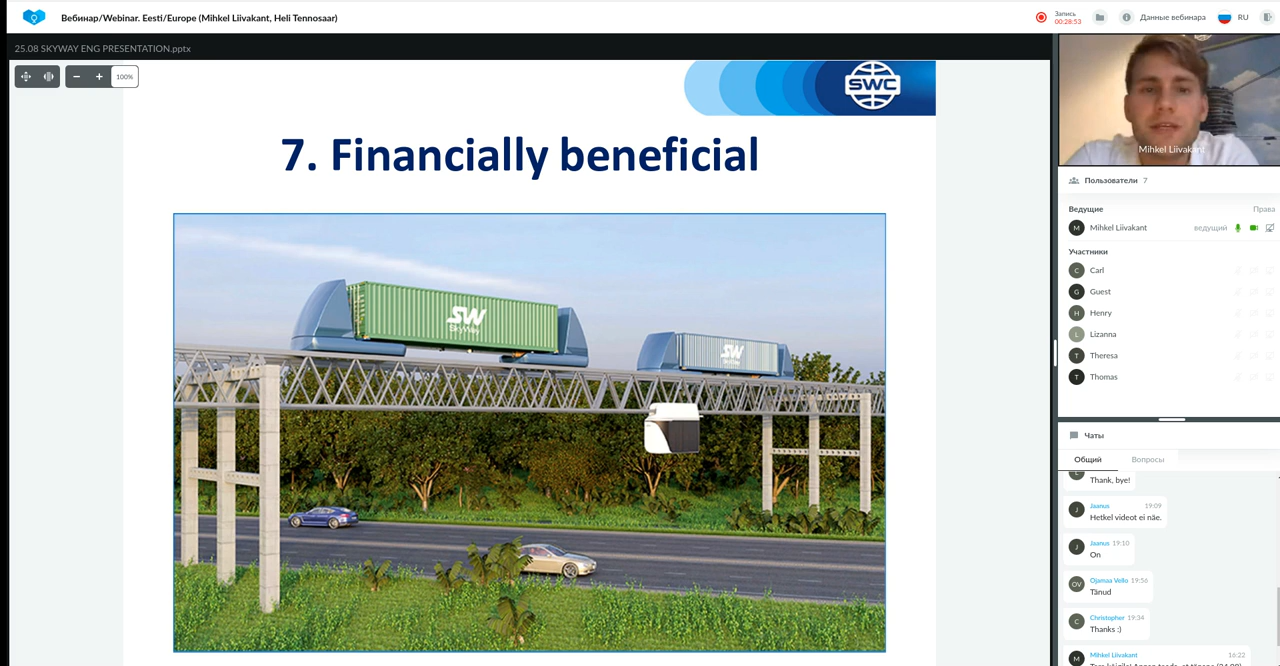 Вебинар/Webinar. Eesti/Europe (Mihkel Liivakant, Heli Tennosaar)
Запись
00:28:53
Данные вебинара
RU
25.08 SKYWAY ENG PRESENTATION.pptx
100%
SWC
7. Financially beneficial
SW
SkyWay
SW
Mihkel Liivakant
Пользователи 7
Ведущие Права
M Mihkel Liivakant ведущий
Участники
C Carl
G Guest
H Henry
L Lizanna
T Theresa
T Thomas
Чаты
Общий Вопросы
Thank, bye!
J Jaanus 19:09
Hetkel videot ei näe.
J Jaanus 19:10
On
OV Ojamaa Vello 19:56
Tänud
C Christopher 19:34
Thanks :)
M Mihkel Liivakant 16:22